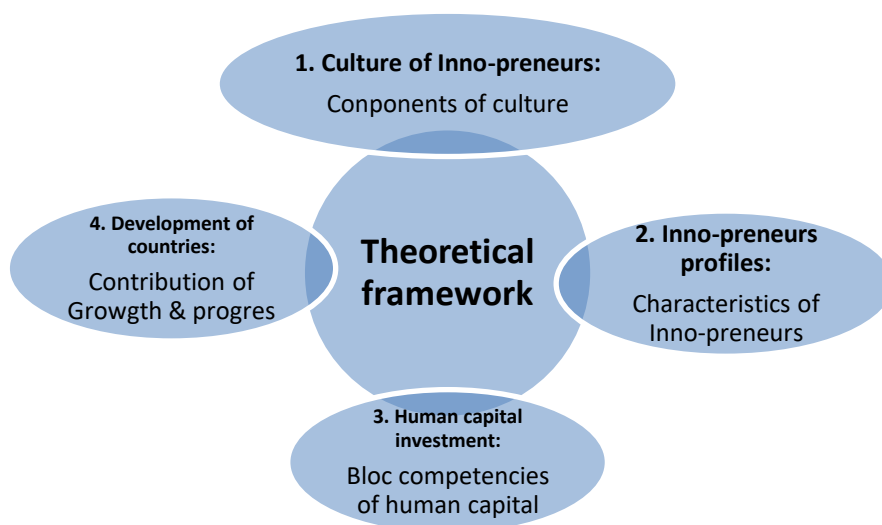 1. Culture of Inno-preneurs:
Conponents of culture
Theoretical
framework
2. Inno-preneurs
profiles:
Characteristics of
Inno-preneurs
3. Human capital
investment:
Bloc competencies
of human capital
4. Development of
countries:
Contribution of
Growgth & progres